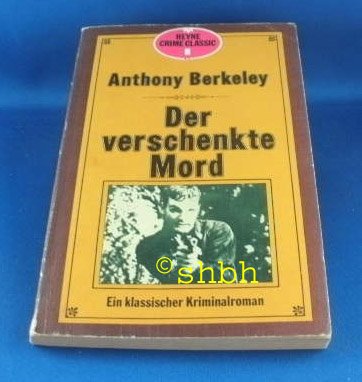 HEYNE
CRIME CLASSIC
Anthony Berkeley
Der
verschenkte
Mord
© shbh
Ein klassischer Kriminalroman